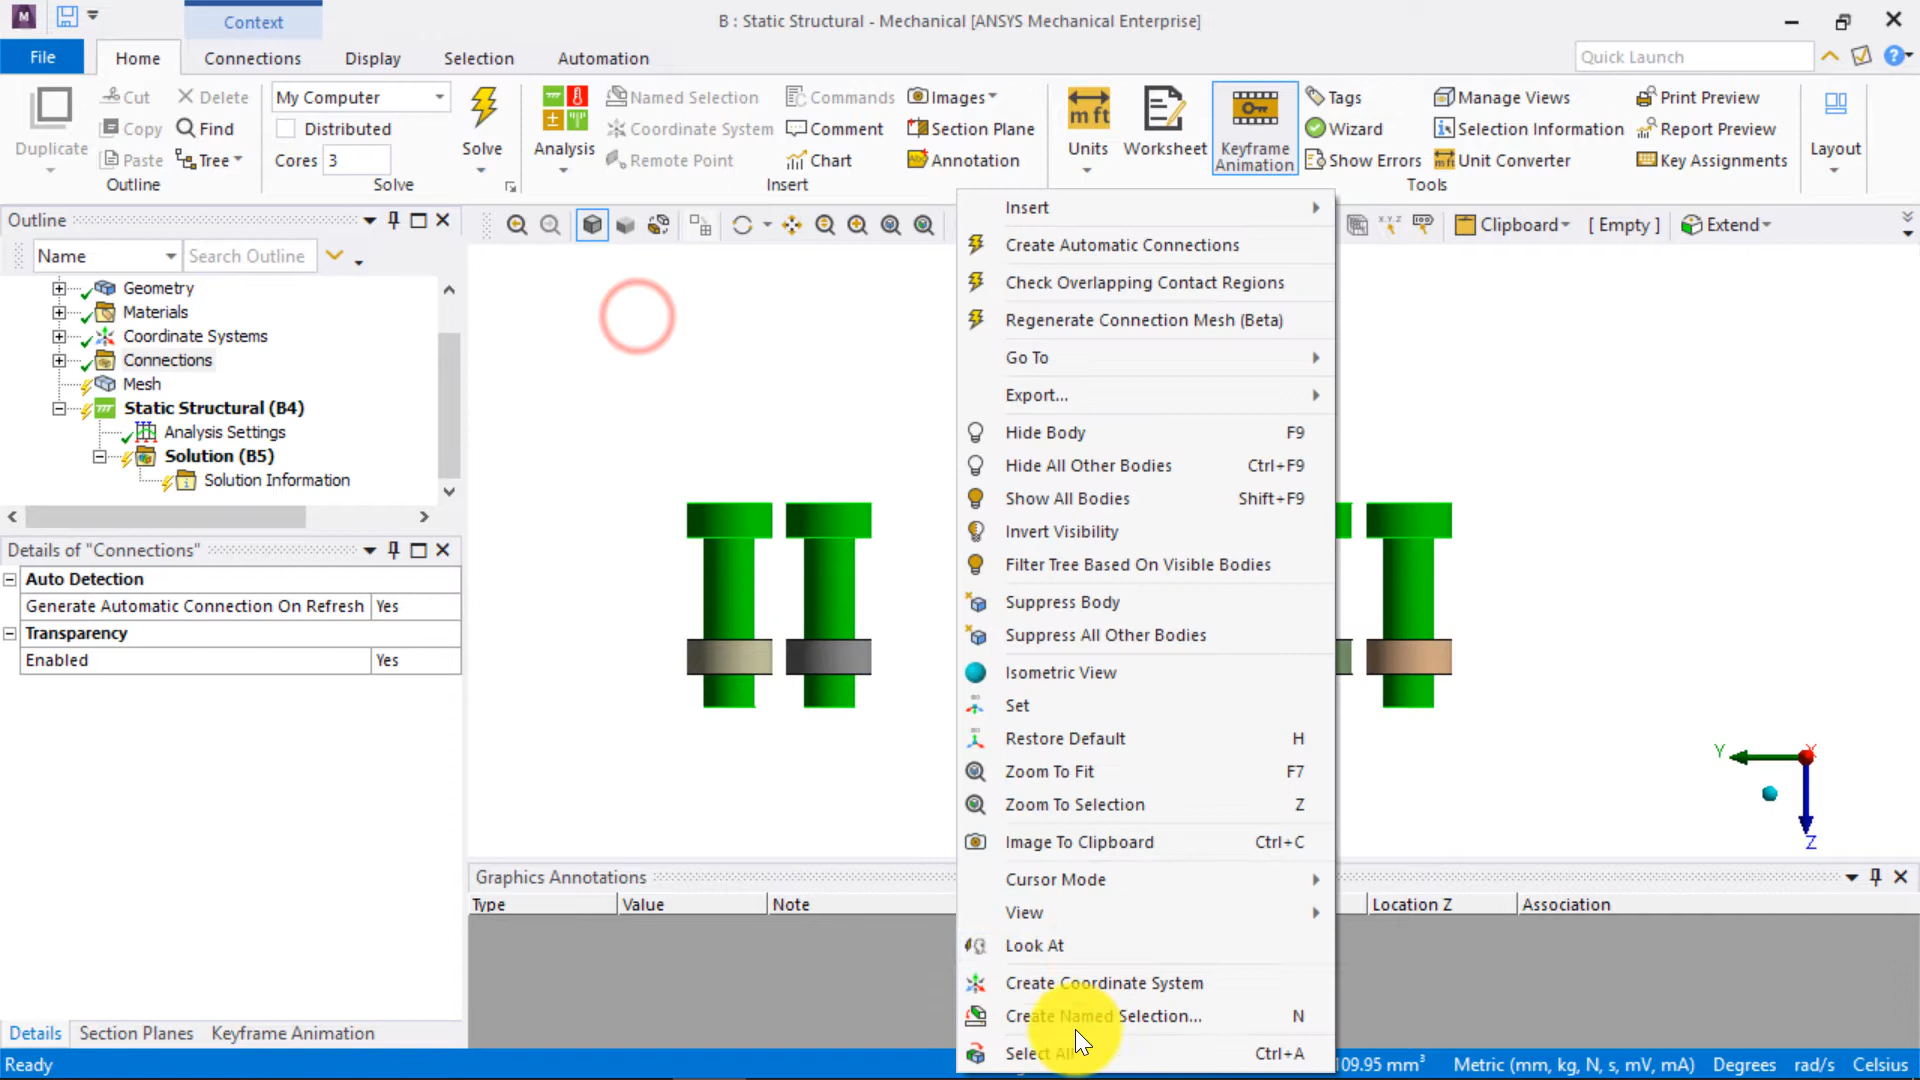 M
Context
B : Static Structural - Mechanical [ANSYS Mechanical Enterprise]
File
Home
Connections
Display
Selection
Automation
Quick Launch
Duplicate
Cut
Copy
Paste
Delete
Find
Tree
Outline
My Computer
Distributed
Cores 3
Solve
Solve
Analysis
Named Selection
Coordinate System
Remote Point
Commands
Comment
Chart
Images
Section Plane
Annotation
Insert
Units
Worksheet
Keyframe
Animation
Tags
Wizard
Show Errors
Manage Views
Selection Information
Unit Converter
Print Preview
Report Preview
Key Assignments
Tools
Layout
Outline
Name
Search Outline
Clipboard
[ Empty ]
Extend
Geometry
Materials
Coordinate Systems
Connections
Mesh
Static Structural (B4)
Analysis Settings
Solution (B5)
Solution Information
Details of "Connections"
Auto Detection
Generate Automatic Connection On Refresh Yes
Transparency
Enabled Yes
Insert
Create Automatic Connections
Check Overlapping Contact Regions
Regenerate Connection Mesh (Beta)
Go To
Export...
Hide Body F9
Hide All Other Bodies Ctrl+F9
Show All Bodies Shift+F9
Invert Visibility
Filter Tree Based On Visible Bodies
Suppress Body
Suppress All Other Bodies
Isometric View
Set
Restore Default H
Zoom To Fit F7
Zoom To Selection Z
Image To Clipboard Ctrl+C
Cursor Mode
View
Look At
Create Coordinate System
Create Named Selection... N
Select All Ctrl+A
Y
X
Z
Graphics Annotations
Type Value Note Location Z Association
Details Section Planes Keyframe Animation
Ready
109.95 mm³ Metric (mm, kg, N, s, mV, mA) Degrees rad/s Celsius